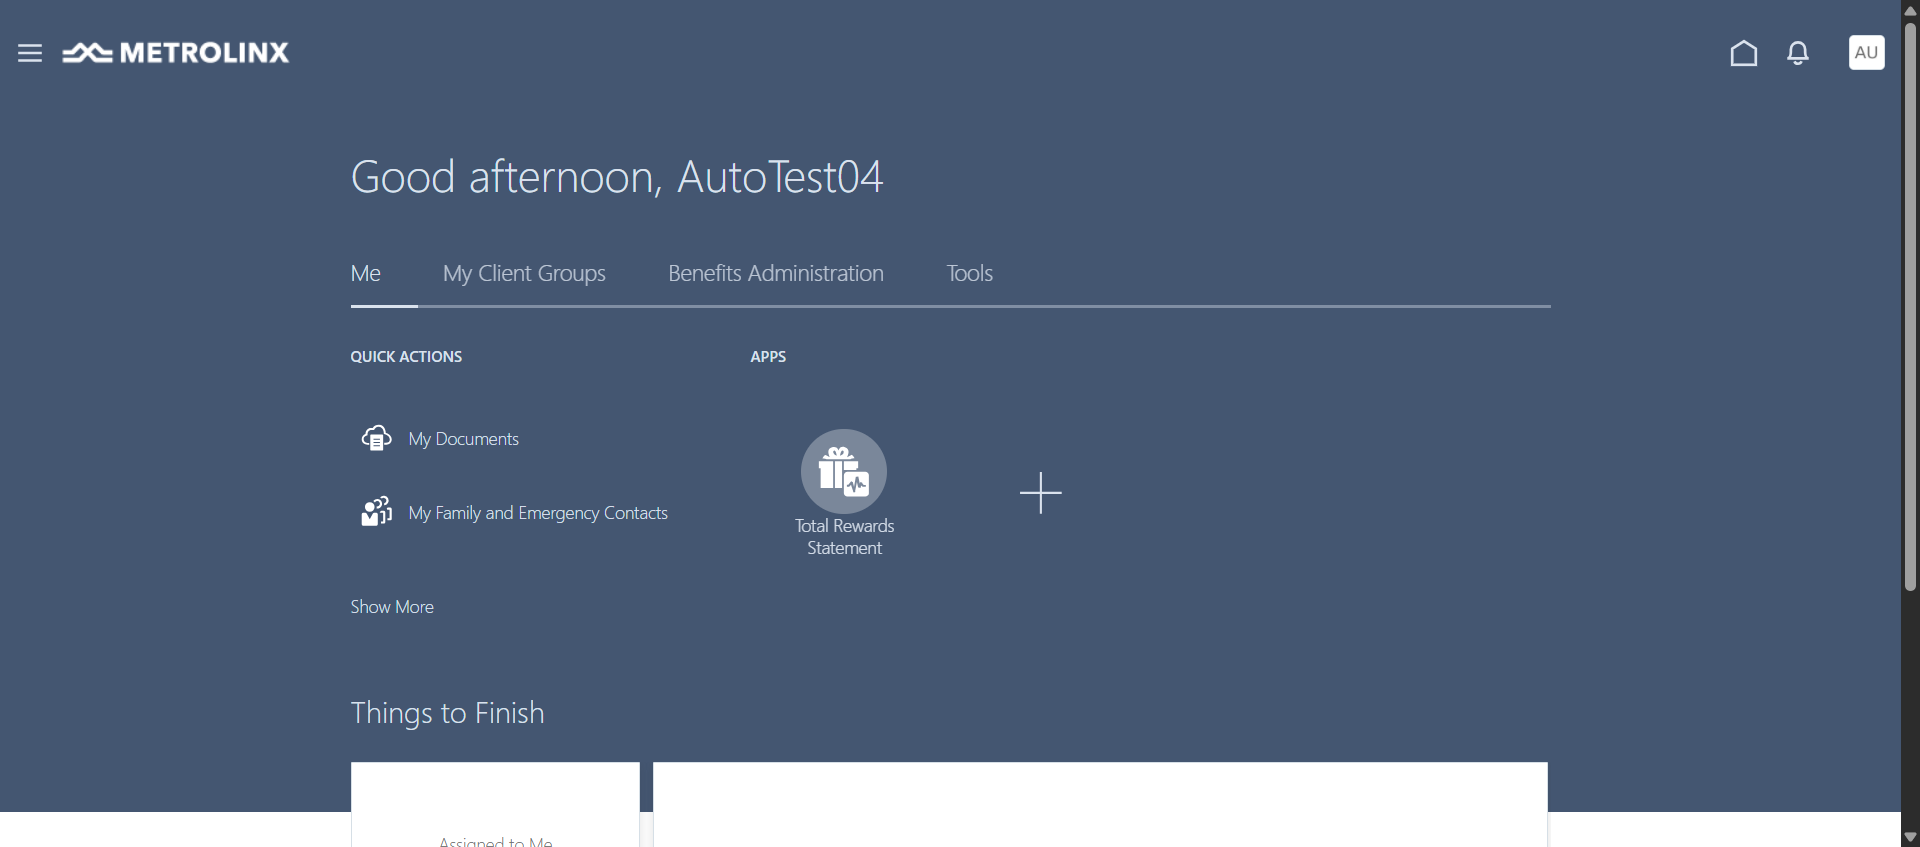 METROLINX
AU
Good afternoon, AutoTest04
Me
My Client Groups
Benefits Administration
Tools
QUICK ACTIONS
My Documents
My Family and Emergency Contacts
Show More
APPS
Total Rewards
Statement
Things to Finish
Assigned to Me